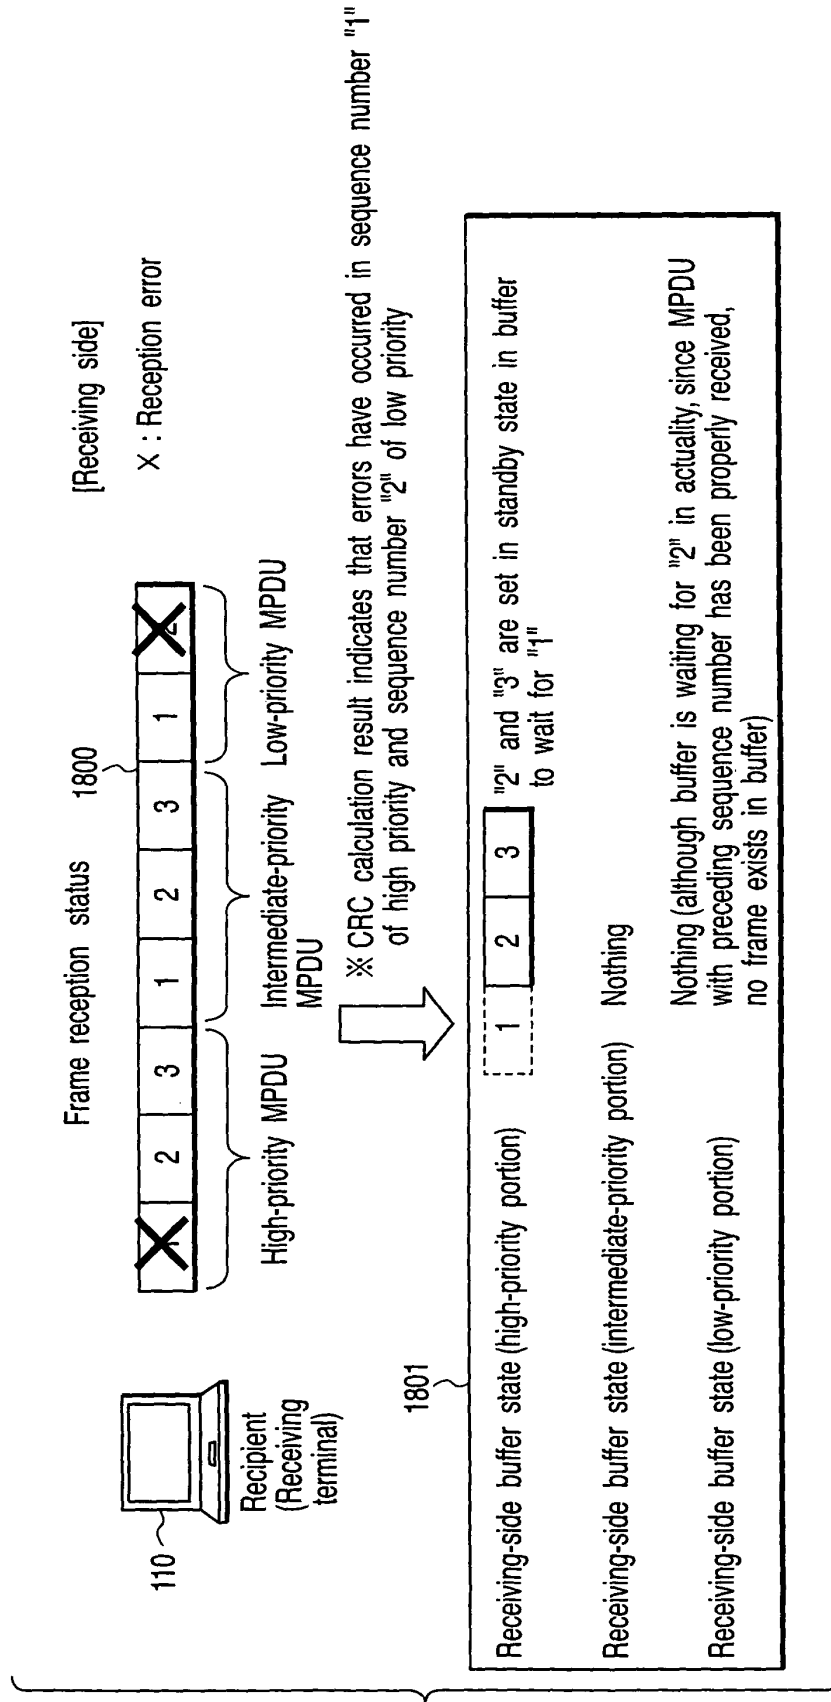 [Receiving side]
X : Reception error
Frame reception status
1800
2
3
1
2
3
1
High-priority MPDU
Intermediate-priority
MPDU
Low-priority MPDU
110
Recipient
(Receiving
terminal)
※ CRC calculation result indicates that errors have occurred in sequence number "1"
of high priority and sequence number "2" of low priority
1801
Receiving-side buffer state (high-priority portion)
1
2
3
"2" and "3" are set in standby state in buffer
to wait for "1"
Receiving-side buffer state (intermediate-priority portion)
Nothing
Receiving-side buffer state (low-priority portion)
Nothing (although buffer is waiting for "2" in actuality, since MPDU
with preceding sequence number has been properly received,
no frame exists in buffer)